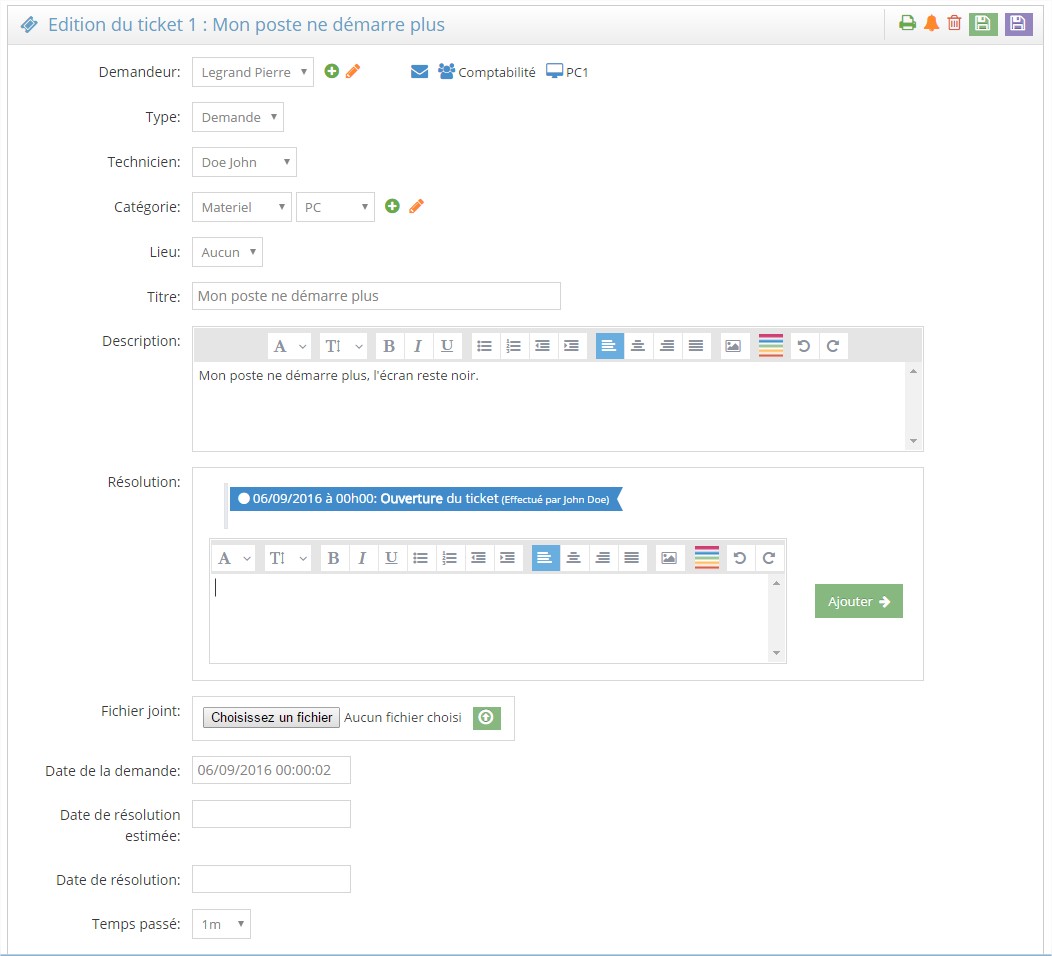 Edition du ticket 1 : Mon poste ne démarre plus
Demandeur: Legrand Pierre Comptabilité PC1
Type: Demande
Technicien: Doe John
Catégorie: Materiel PC
Lieu: Aucun
Titre: Mon poste ne démarre plus
Description:
A TI B I U
Mon poste ne démarre plus, l'écran reste noir.
Résolution:
06/09/2016 à 00h00: Ouverture du ticket (Effectué par John Doe)
A TI B I U
Ajouter
Fichier joint: Choisissez un fichier Aucun fichier choisi
Date de la demande: 06/09/2016 00:00:02
Date de résolution
estimée:
Date de résolution:
Temps passé: 1m